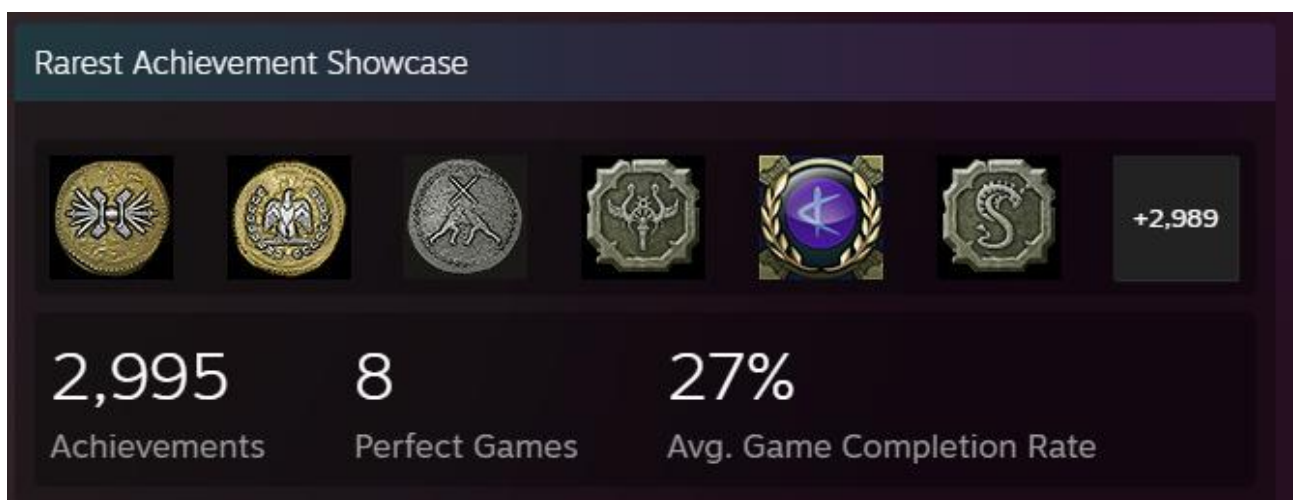 Rarest Achievement Showcase
+2,989
2,995 8 27%
Achievements Perfect Games Avg. Game Completion Rate